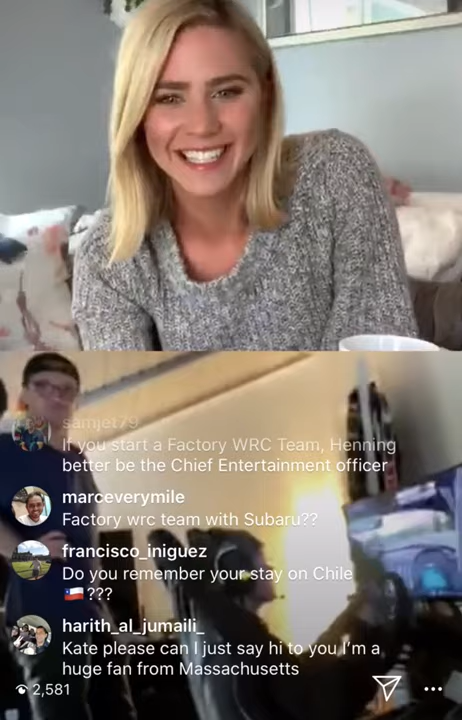 samjet79
If you start a Factory WRC Team, Henning
better be the Chief Entertainment officer
marceverymile
Factory wrc team with Subaru??
francisco_iniguez
Do you remember your stay on Chile
🇨🇱???
harith_al_jumaili_
Kate please can I just say hi to you I'm a
huge fan from Massachusetts
2,581